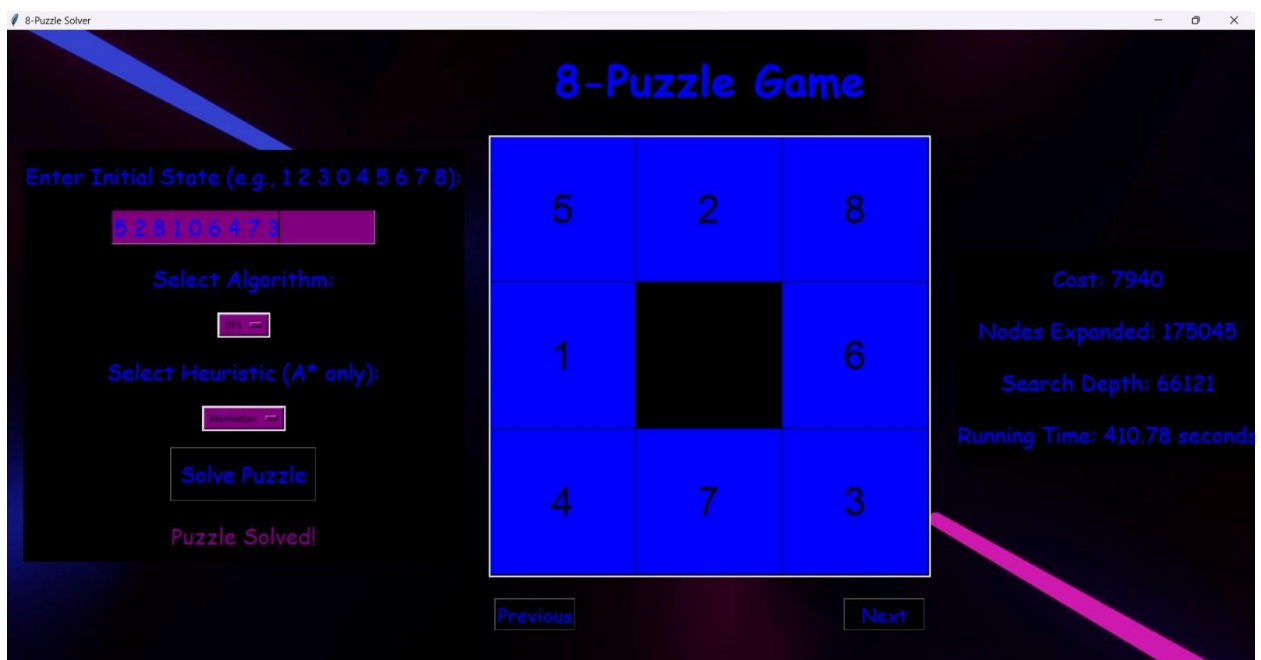 8-Puzzle Solver
8-Puzzle Game
Enter Initial State (e.g., 1 2 3 0 4 5 6 7 8):
5 2 8 1 0 6 4 7 3
Select Algorithm:
DFS
Select Heuristic (A* only):
Manhattan
Solve Puzzle
Puzzle Solved!
5 2 8
1 6
4 7 3
Previous
Next
Cost: 7940
Nodes Expanded: 175045
Search Depth: 66121
Running Time: 410.78 seconds